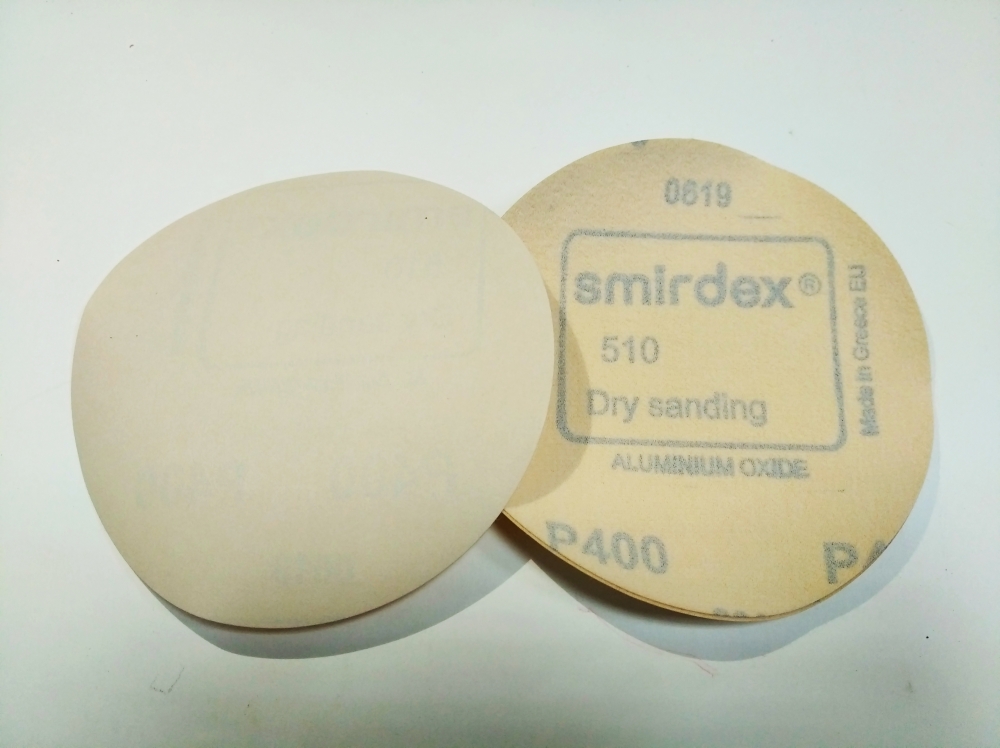 0619
smirdex®
510
Dry sanding
ALUMINIUM OXIDE
Made in Greece EU
P400